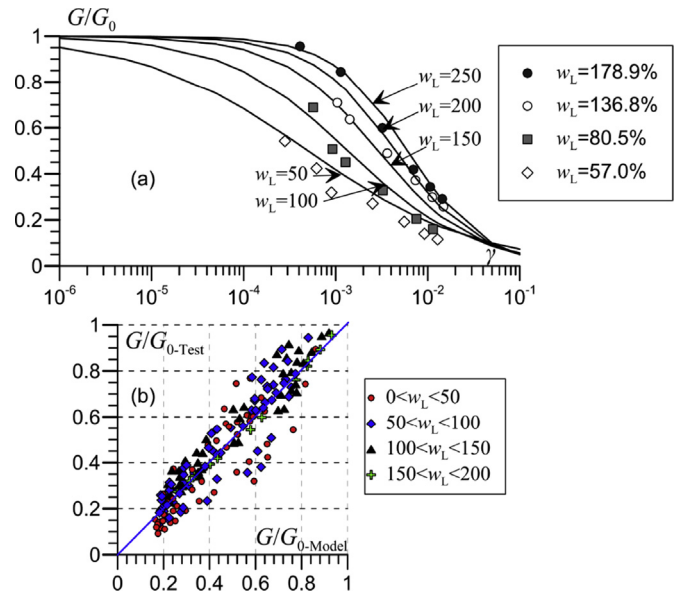 G/G0
1
0.8
0.6
0.4
0.2
0
(a)
wL=250
wL=200
wL=150
wL=50
wL=100
γ
10-6
10-5
10-4
10-3
10-2
10-1
wL=178.9%
wL=136.8%
wL=80.5%
wL=57.0%
1
0.8
0.6
0.4
0.2
0
G/G0-Test
(b)
G/G0-Model
0
0.2
0.4
0.6
0.8
1
0<wL<50
50<wL<100
100<wL<150
150<wL<200